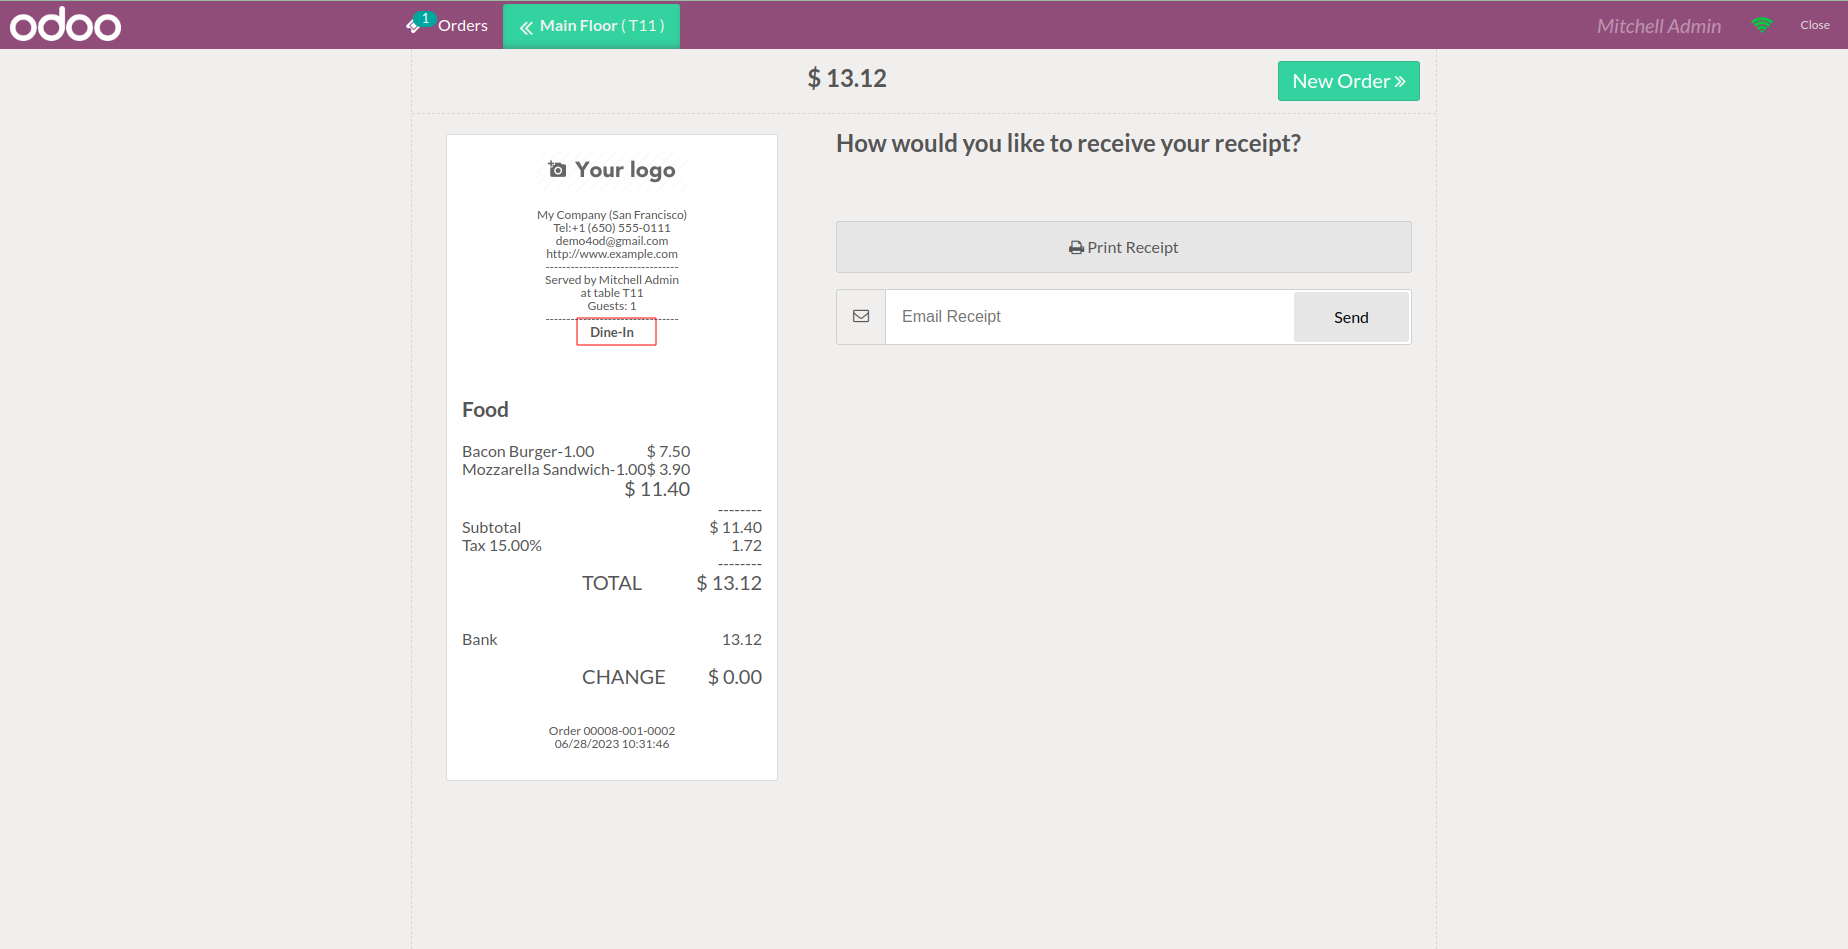 odoo
1 Orders
Main Floor ( T11 )
Mitchell Admin
Close
$ 13.12
New Order
Your logo
My Company (San Francisco)
Tel:+1 (650) 555-0111
demo4od@gmail.com
http://www.example.com
--------------------------------
Served by Mitchell Admin
at table T11
Guests: 1
--------------------------------
Dine-In
Food
Bacon Burger-1.00 $ 7.50
Mozzarella Sandwich-1.00$ 3.90
$ 11.40
--------
Subtotal $ 11.40
Tax 15.00% 1.72
--------
TOTAL $ 13.12
Bank 13.12
CHANGE $ 0.00
Order 00008-001-0002
06/28/2023 10:31:46
How would you like to receive your receipt?
Print Receipt
Email Receipt Send